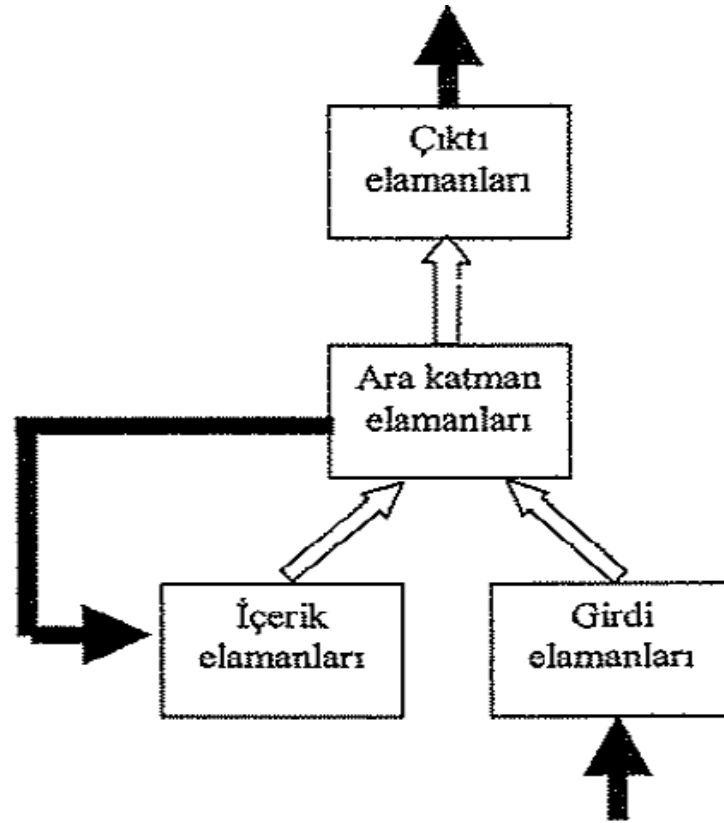 Çıktı
elamanları
Ara katman
elamanları
İçerik
elamanları
Girdi
elamanları